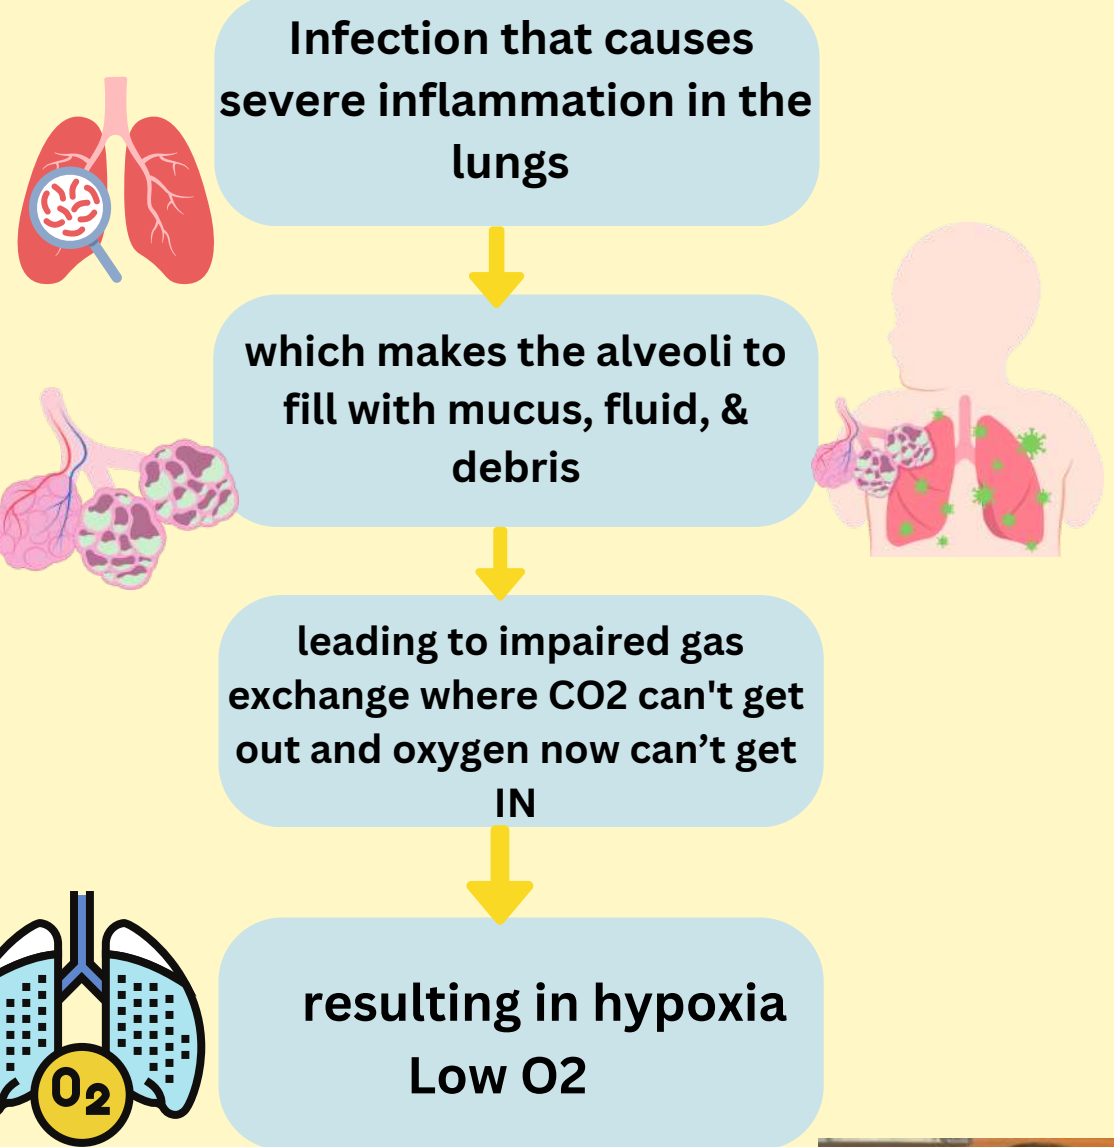 Infection that causes
severe inflammation in the
lungs
which makes the alveoli to
fill with mucus, fluid, &
debris
leading to impaired gas
exchange where CO2 can't get
out and oxygen now can’t get
IN
resulting in hypoxia
Low O2
O2